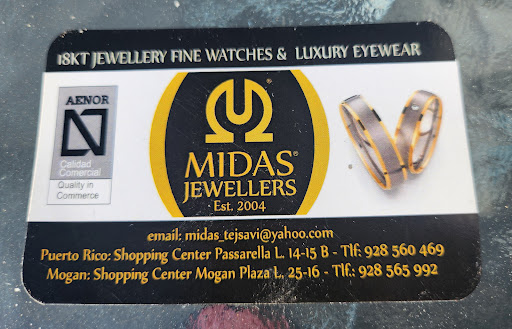 18KT JEWELLERY FINE WATCHES & LUXURY EYEWEAR
AENOR
N
Calidad
Comercial
Quality in
Commerce
MIDAS®
JEWELLERS
· Est. 2004 ·
email: midas_tejsavi@yahoo.com
Puerto Rico: Shopping Center Passarella L. 14-15 B - Tlf: 928 560 469
Mogan: Shopping Center Mogan Plaza L. 25-16 - Tlf.: 928 565 992